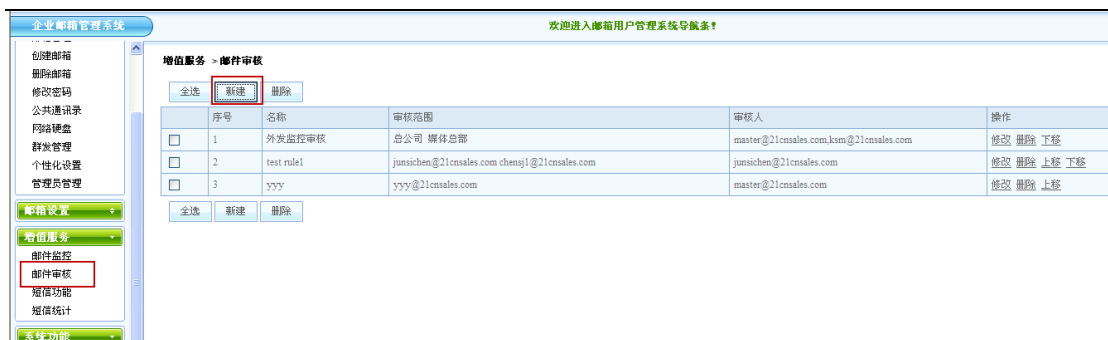 企业邮箱管理系统
欢迎进入邮箱用户管理系统导航条!
创建邮箱
删除邮箱
修改密码
公共通讯录
网络硬盘
群发管理
个性化设置
管理员管理
邮箱设置
增值服务
邮件监控
邮件审核
短信功能
短信统计
系统功能
增值服务 >邮件审核
全选 新建 删除
序号 名称 审核范围 审核人 操作
1 外发监控审核 总公司 媒体总部 master@21cnsales.com,ksm@21cnsales.com 修改 删除 下移
2 test rule1 junsichen@21cnsales.com chensj1@21cnsales.com junsichen@21cnsales.com 修改 删除 上移 下移
3 yyy yyy@21cnsales.com master@21cnsales.com 修改 删除 上移
全选 新建 删除